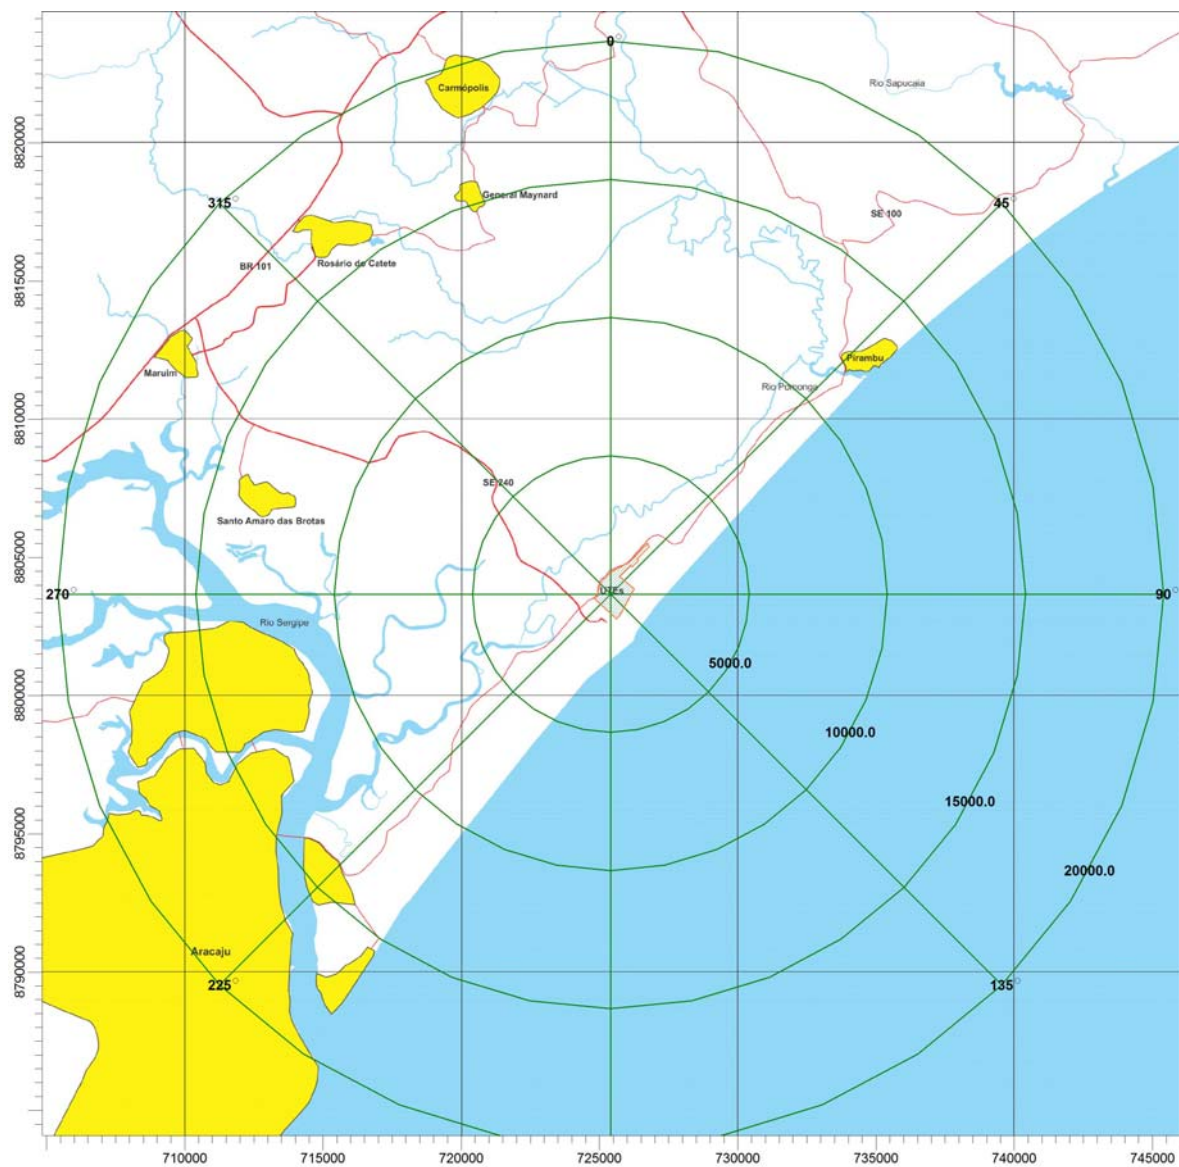 0°
Carmópolis
Rio Sapucaia
8820000
General Maynard
315°
45°
SE 100
Rosário do Catete
BR 101
8815000
Maruim
Pirambu
Rio Pomonga
8810000
SE 240
Santo Amaro das Brotas
8805000
270°
UTEs
90°
Rio Sergipe
5000.0
8800000
10000.0
15000.0
8795000
20000.0
Aracaju
8790000
225°
135°
710000
715000
720000
725000
730000
735000
740000
745000